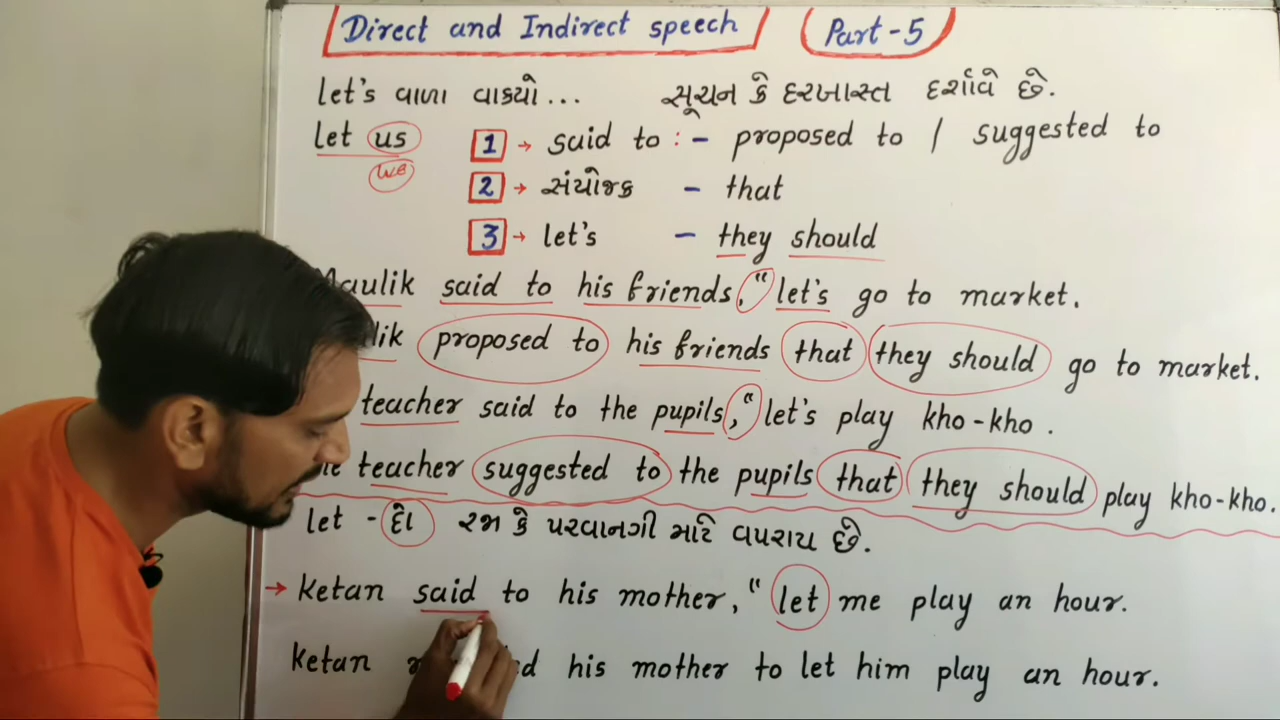 Direct and Indirect speech Part-5
let's વાળા વાક્યો... સૂચન કે દરખાસ્ત દર્શાવે છે.
let us 1 → said to :- proposed to / suggested to
we 2 → સંયોજક - that
3 → let's - they should
Maulik said to his friends, "let's go to market.
proposed to his friends that they should go to market.
teacher said to the pupils, "let's play kho-kho.
teacher suggested to the pupils that they should play kho-kho.
let - દેા રજા કે પરવાનગી માટે વપરાય છે.
→ Ketan said to his mother, "let me play an hour.
Ketan his mother to let him play an hour.